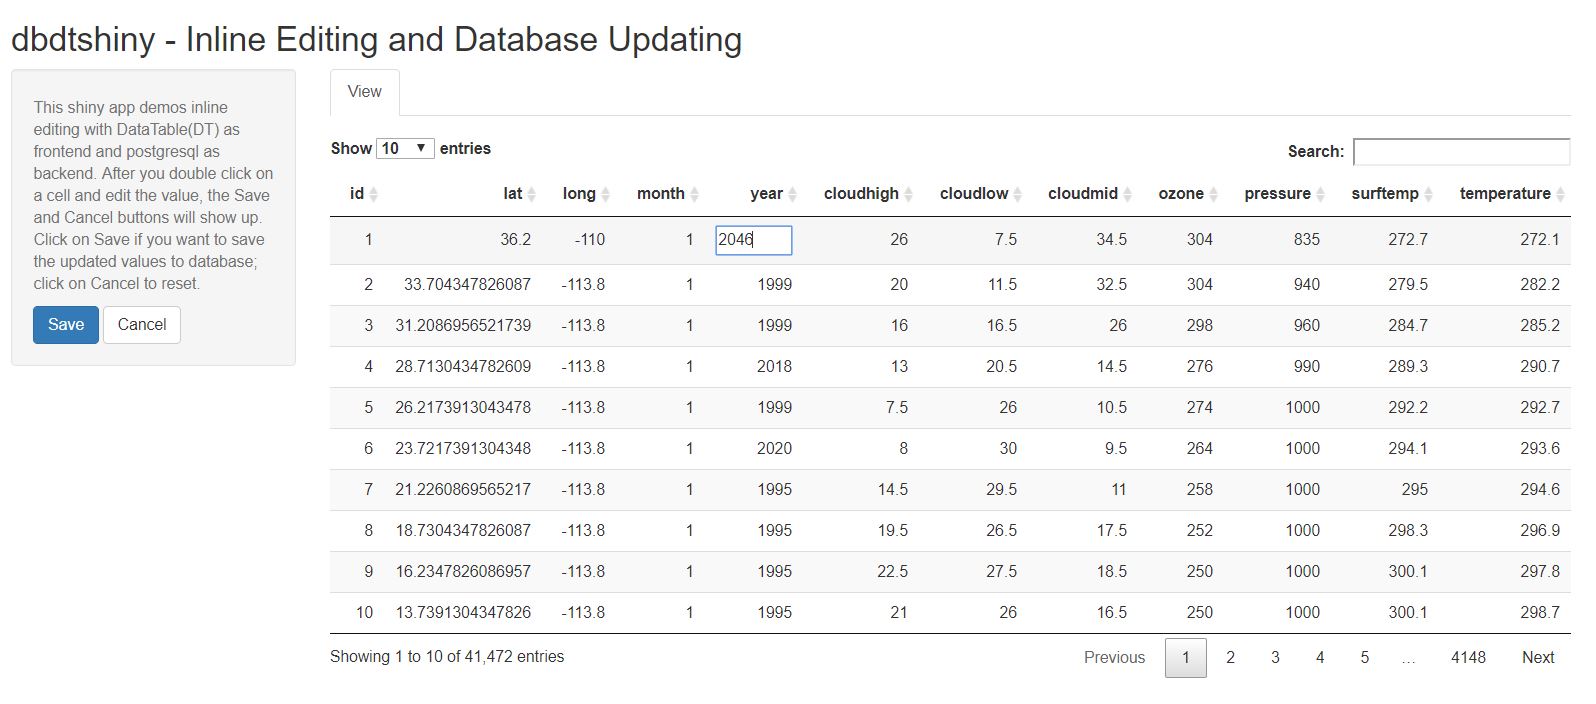 dbdtshiny - Inline Editing and Database Updating
This shiny app demos inline
editing with DataTable(DT) as
frontend and postgresql as
backend. After you double click on
a cell and edit the value, the Save
and Cancel buttons will show up.
Click on Save if you want to save
the updated values to database;
click on Cancel to reset.
Save Cancel
View
Show 10 entries
Search:
id lat long month year cloudhigh cloudlow cloudmid ozone pressure surftemp temperature
1 36.2 -110 1 2046 26 7.5 34.5 304 835 272.7 272.1
2 33.704347826087 -113.8 1 1999 20 11.5 32.5 304 940 279.5 282.2
3 31.2086956521739 -113.8 1 1999 16 16.5 26 298 960 284.7 285.2
4 28.7130434782609 -113.8 1 2018 13 20.5 14.5 276 990 289.3 290.7
5 26.2173913043478 -113.8 1 1999 7.5 26 10.5 274 1000 292.2 292.7
6 23.7217391304348 -113.8 1 2020 8 30 9.5 264 1000 294.1 293.6
7 21.2260869565217 -113.8 1 1995 14.5 29.5 11 258 1000 295 294.6
8 18.7304347826087 -113.8 1 1995 19.5 26.5 17.5 252 1000 298.3 296.9
9 16.2347826086957 -113.8 1 1995 22.5 27.5 18.5 250 1000 300.1 297.8
10 13.7391304347826 -113.8 1 1995 21 26 16.5 250 1000 300.1 298.7
Showing 1 to 10 of 41,472 entries
Previous 1 2 3 4 5 ... 4148 Next